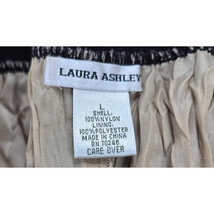 LAURA ASHLEY
L
SHELL:
100%NYLON
LINING:
100%POLYESTER
MADE IN CHINA
RN 70246
CARE OVER